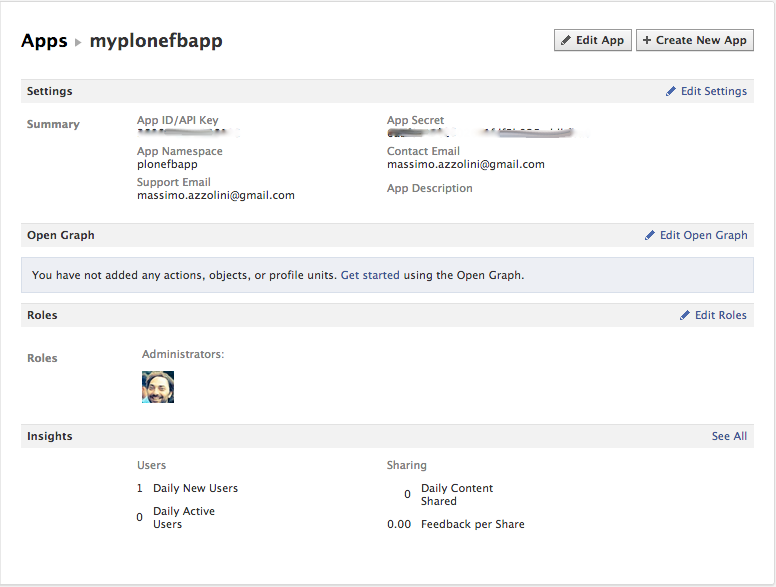 Apps ▸ myplonefbapp
Edit App
+ Create New App
Settings
Edit Settings
Summary
App ID/API Key
App Secret
App Namespace
plonefbapp
Contact Email
massimo.azzolini@gmail.com
Support Email
massimo.azzolini@gmail.com
App Description
Open Graph
Edit Open Graph
You have not added any actions, objects, or profile units. Get started using the Open Graph.
Roles
Edit Roles
Roles
Administrators:
Insights
See All
Users
1 Daily New Users
0 Daily Active
Users
Sharing
0 Daily Content
Shared
0.00 Feedback per Share